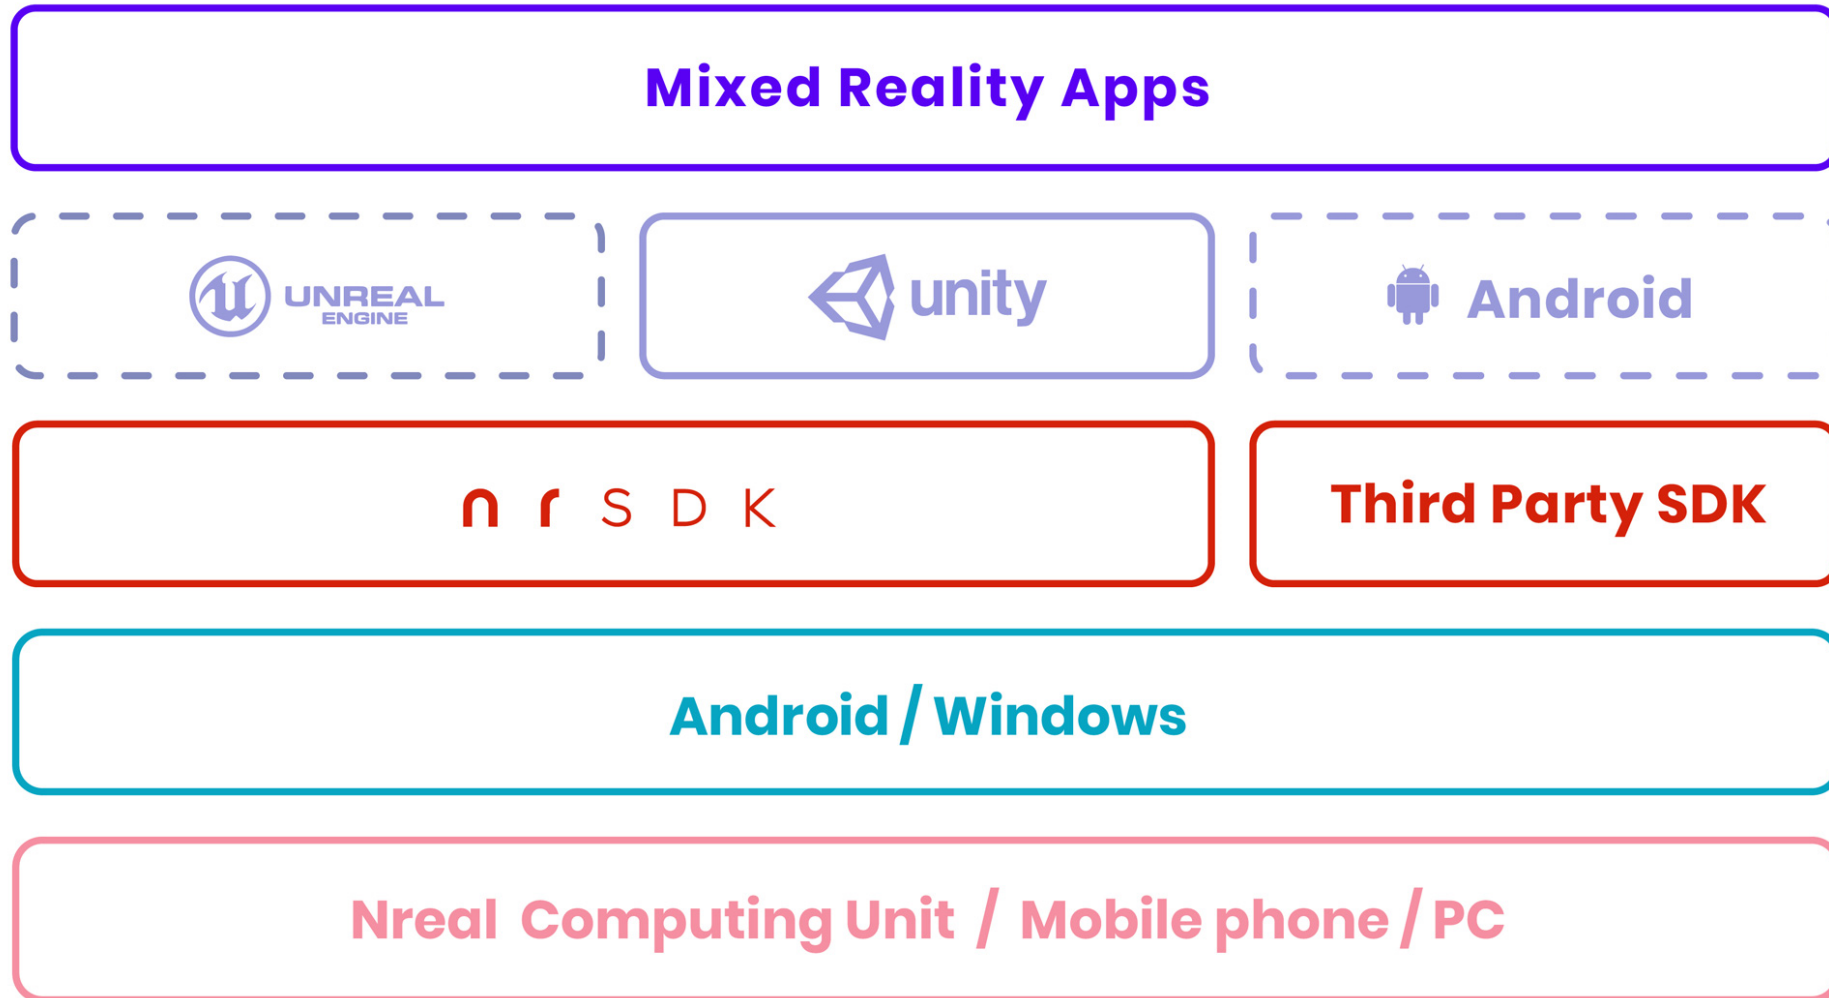 Mixed Reality Apps
UNREAL
ENGINE
unity
Android
nr SDK
Third Party SDK
Android / Windows
Nreal Computing Unit / Mobile phone / PC